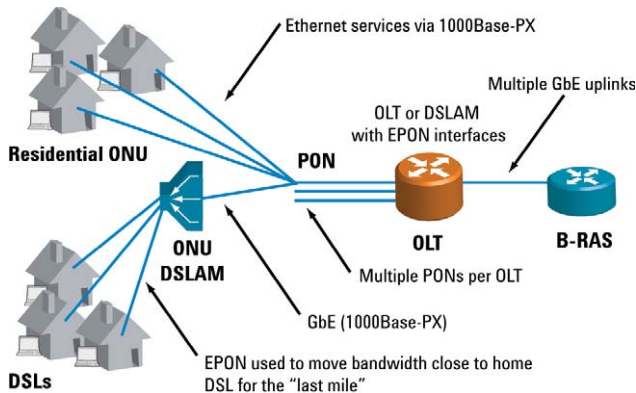 Ethernet services via 1000Base-PX
Multiple GbE uplinks
OLT or DSLAM
with EPON interfaces
Residential ONU
PON
ONU
DSLAM
OLT
B-RAS
Multiple PONs per OLT
GbE (1000Base-PX)
EPON used to move bandwidth close to home
DSL for the “last mile”
DSLs